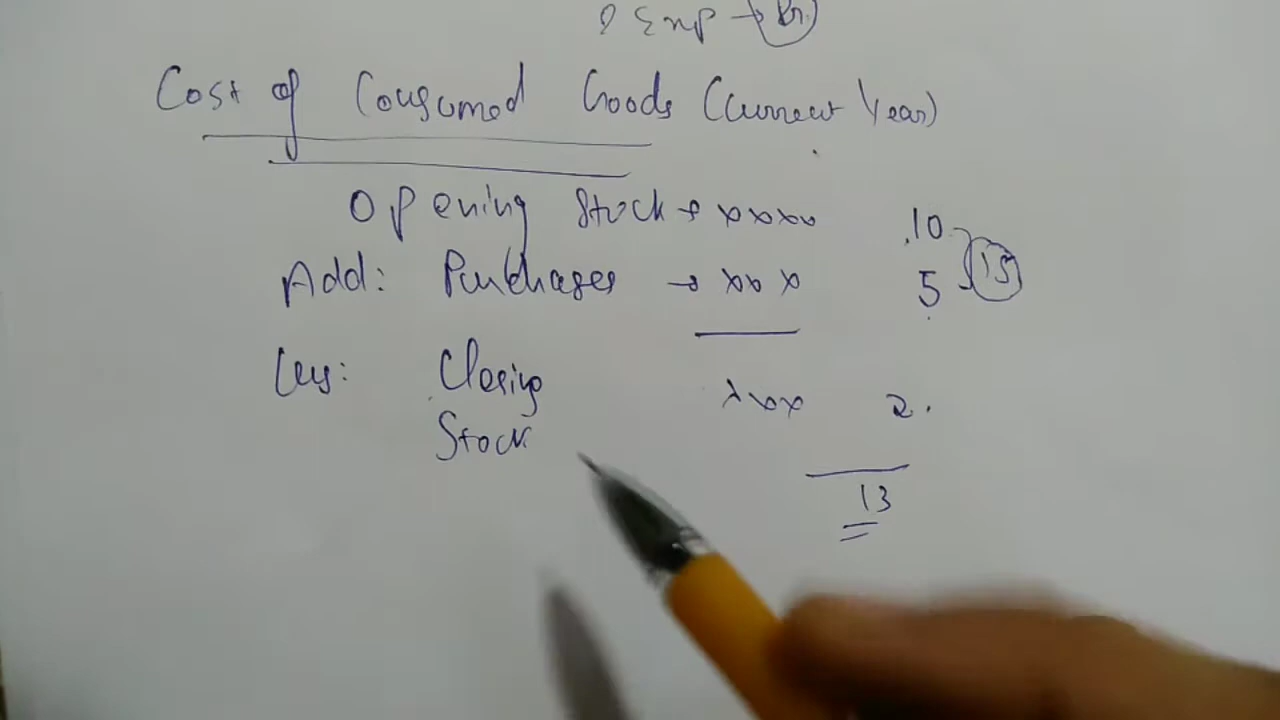 Emp →
Cost of Consumed Goods (Current Year)
Opening Stock → xxxx 10
Add: Purchases → xxx 5 15
Less: Closing xxx 2.
Stock
13